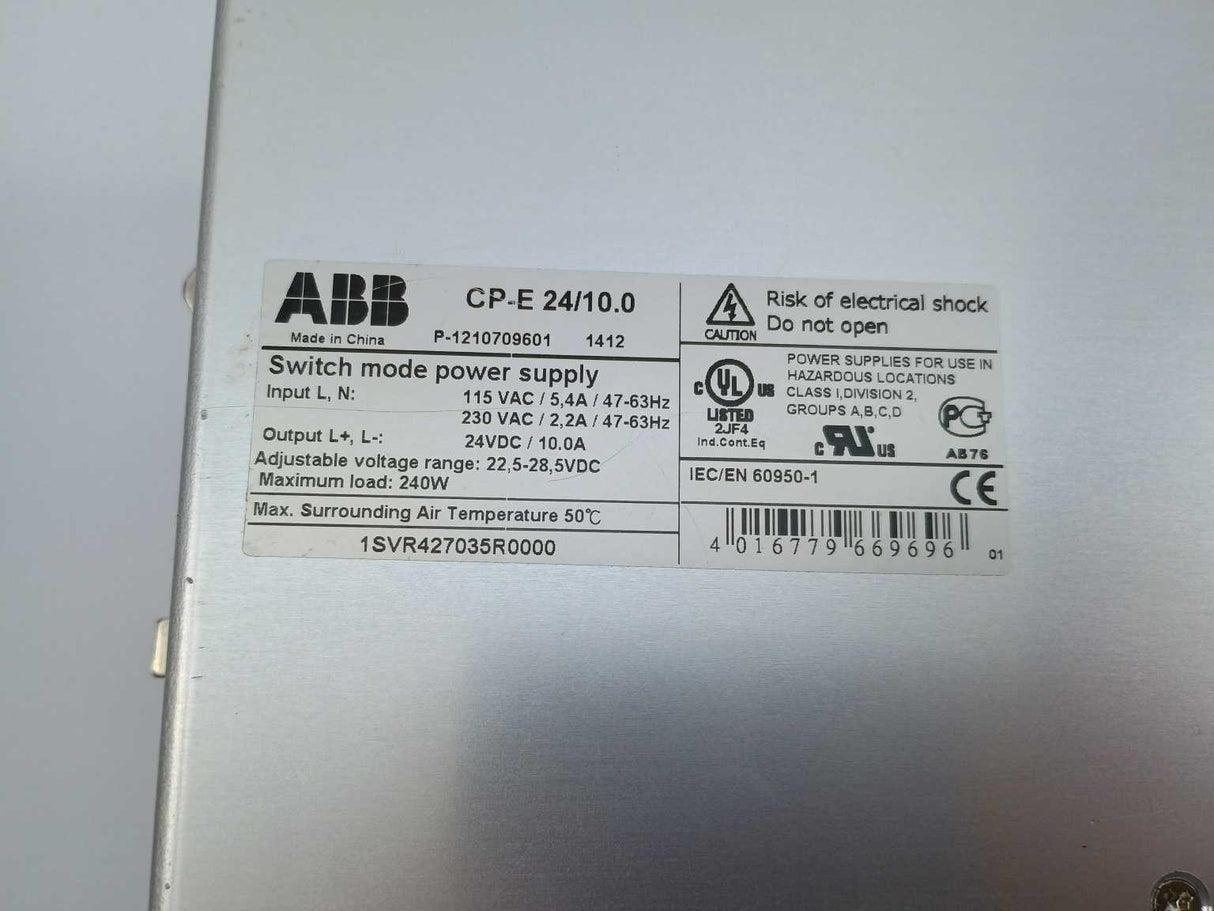 ABB
CP-E 24/10.0
Made in China
P-1210709601 1412
Switch mode power supply
Input L, N: 115 VAC / 5,4A / 47-63Hz
230 VAC / 2,2A / 47-63Hz
Output L+, L-: 24VDC / 10.0A
Adjustable voltage range: 22,5-28,5VDC
Maximum load: 240W
Max. Surrounding Air Temperature 50℃
1SVR427035R0000
CAUTION
Risk of electrical shock
Do not open
C UL US
LISTED
2JF4
Ind.Cont.Eq
POWER SUPPLIES FOR USE IN
HAZARDOUS LOCATIONS
CLASS I,DIVISION 2,
GROUPS A,B,C,D
c RU US
PC
AB76
IEC/EN 60950-1
CE
4 016779 669696
01